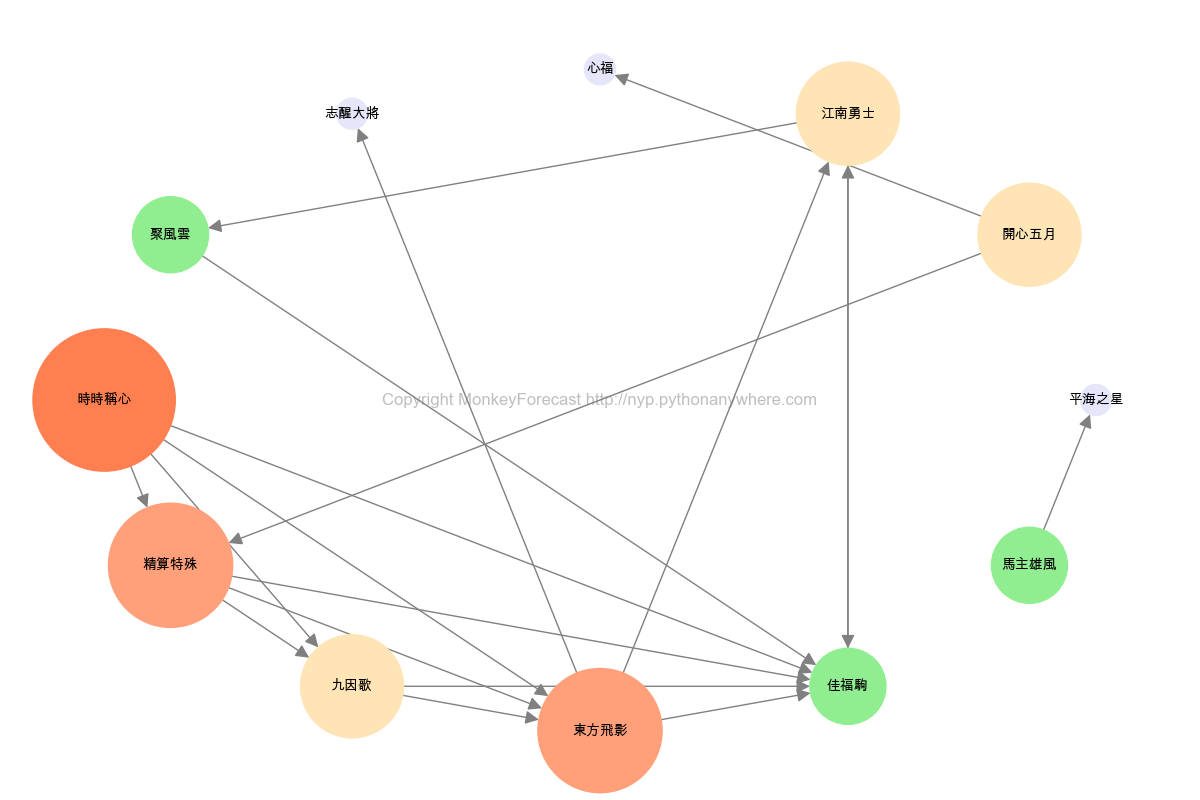 心福
志醒大將
江南勇士
聚風雲
開心五月
時時稱心
Copyright MonkeyForecast http://nyp.pythonanywhere.com
平海之星
精算特殊
馬主雄風
九因歌
佳福駒
東方飛影